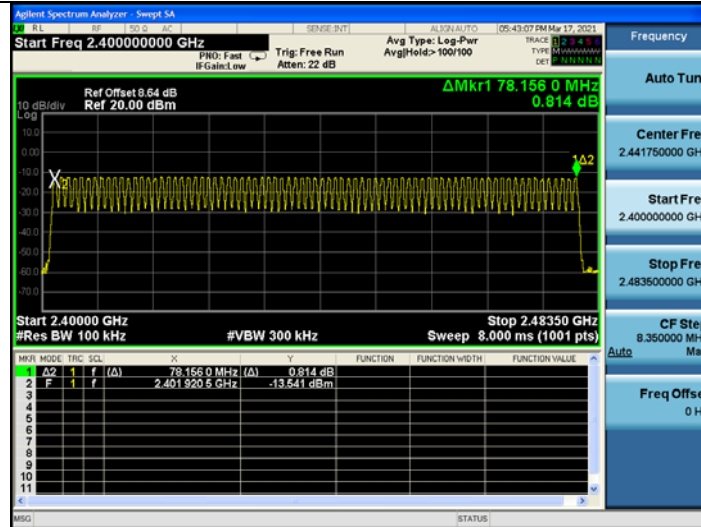 Agilent Spectrum Analyzer - Swept SA
RL RF 50 Ω AC SENSE:INT ALIGN AUTO 05:43:07 PM Mar 17, 2021
Start Freq 2.400000000 GHz
PNO: Fast
IFGain:Low
Trig: Free Run
Atten: 22 dB
Avg Type: Log-Pwr
Avg|Hold:>100/100
TRACE 1 2 3 4 5 6
TYPE M
DET P N N N N N
Ref Offset 8.64 dB
10 dB/div Ref 20.00 dBm
Log
ΔMkr1 78.156 0 MHz
0.814 dB
10.0
0.00
-10.0
-20.0
-30.0
-40.0
-50.0
-60.0
-70.0
X2
1Δ2
Start 2.40000 GHz Stop 2.48350 GHz
#Res BW 100 kHz #VBW 300 kHz Sweep 8.000 ms (1001 pts)
MKR MODE TRC SCL X Y FUNCTION FUNCTION WIDTH FUNCTION VALUE
1 Δ2 1 f (Δ) 78.156 0 MHz (Δ) 0.814 dB
2 F 1 f 2.401 920 5 GHz -13.541 dBm
3
4
5
6
7
8
9
10
11
MSG STATUS
Frequency
Auto Tun
Center Fre
2.441750000 GH
Start Fre
2.400000000 GH
Stop Fre
2.483500000 GH
CF Ste
8.350000 MH
Auto Ma
Freq Offse
0 H